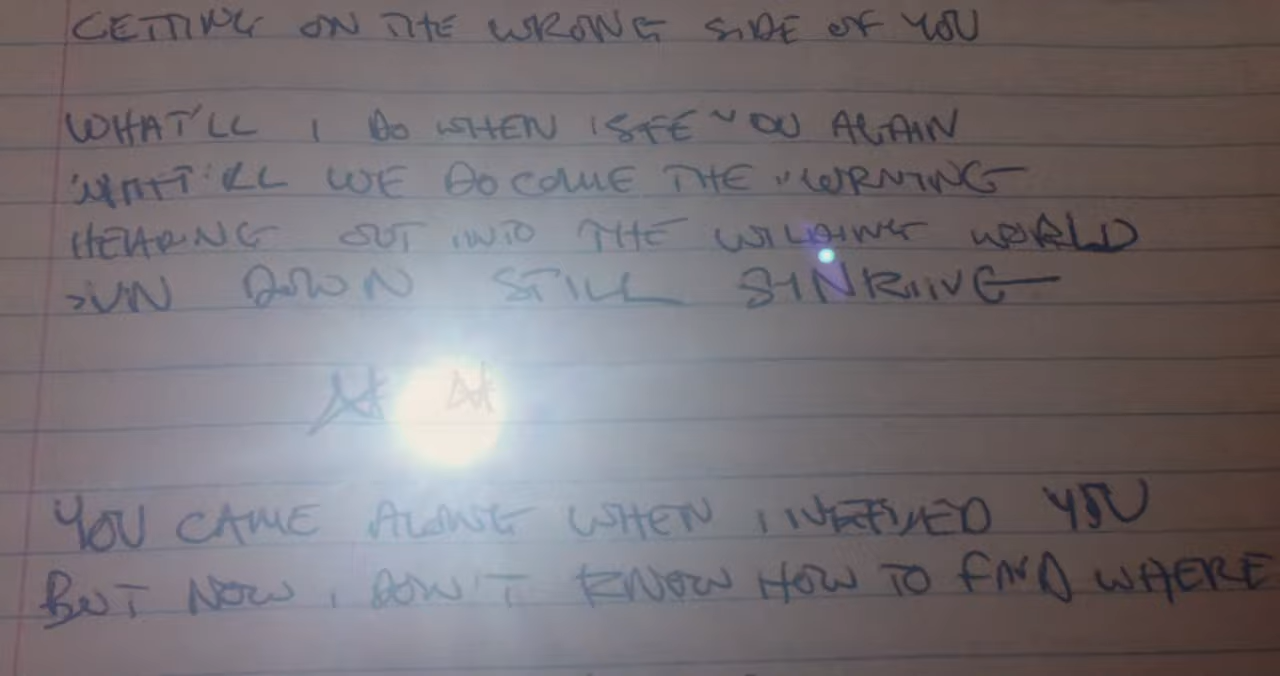 GETTING ON THE WRONG SIDE OF YOU
WHAT'LL I DO WHEN I SEE YOU AGAIN
WHAT'LL WE DO COME THE MORNING
HEADING OUT INTO THE WORLD
SUN DOWN STILL SINKING
YOU CAME ALONG WHEN I NEEDED YOU
BUT NOW I DON'T KNOW HOW TO FIND WHERE